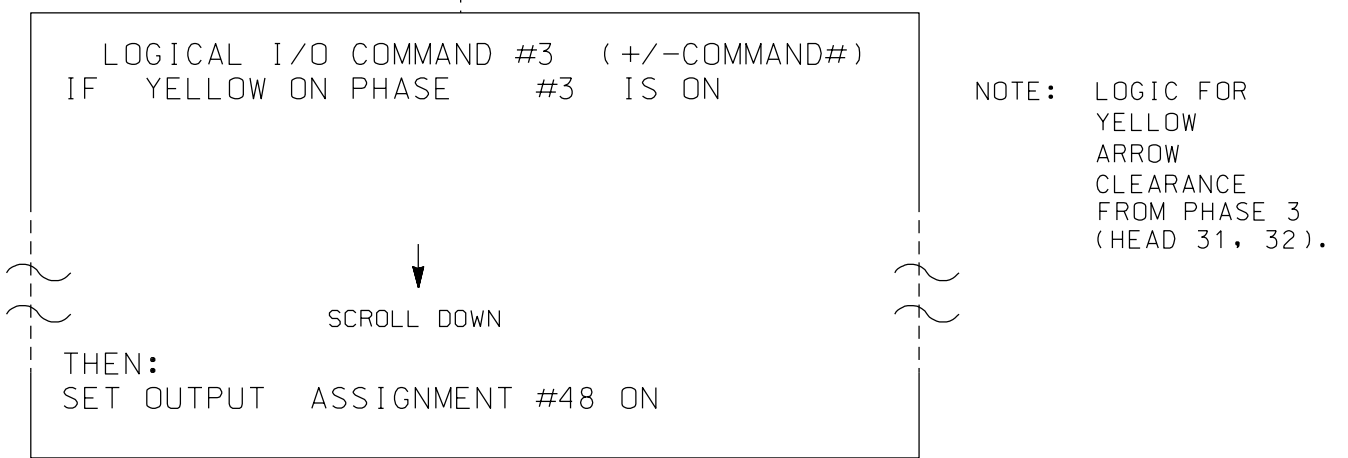 LOGICAL I/O COMMAND #3 (+/-COMMAND#)
IF YELLOW ON PHASE #3 IS ON
SCROLL DOWN
THEN:
SET OUTPUT ASSIGNMENT #48 ON
NOTE: LOGIC FOR
YELLOW
ARROW
CLEARANCE
FROM PHASE 3
(HEAD 31, 32).